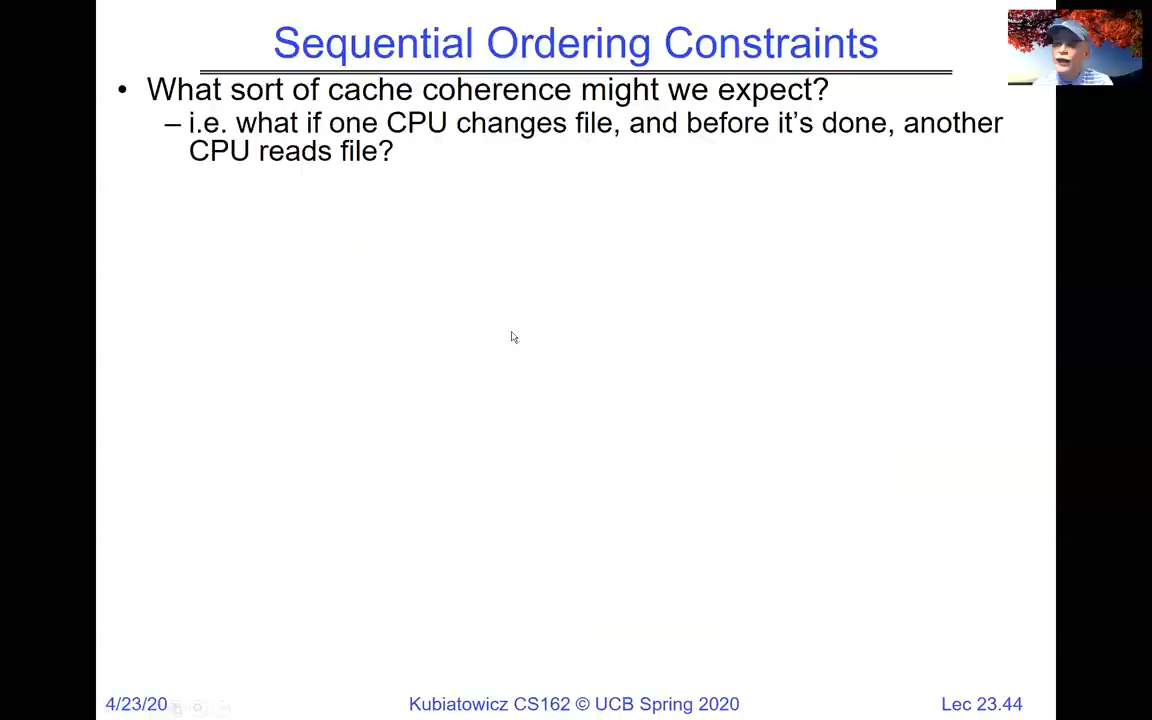 Sequential Ordering Constraints
• What sort of cache coherence might we expect?
– i.e. what if one CPU changes file, and before it's done, another
CPU reads file?
4/23/20
Kubiatowicz CS162 © UCB Spring 2020
Lec 23.44